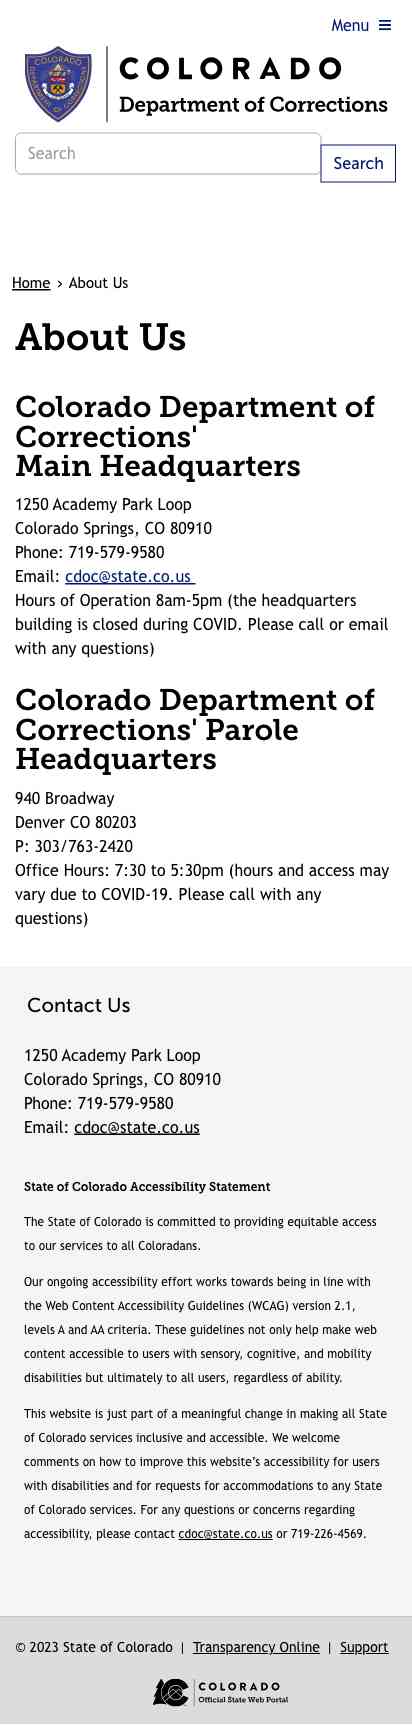 Menu
COLORADO
Department of Corrections
Search
Search
Home › About Us
About Us
Colorado Department of
Corrections'
Main Headquarters
1250 Academy Park Loop
Colorado Springs, CO 80910
Phone: 719-579-9580
Email: cdoc@state.co.us
Hours of Operation 8am-5pm (the headquarters
building is closed during COVID. Please call or email
with any questions)
Colorado Department of
Corrections' Parole
Headquarters
940 Broadway
Denver CO 80203
P: 303/763-2420
Office Hours: 7:30 to 5:30pm (hours and access may
vary due to COVID-19. Please call with any
questions)
Contact Us
1250 Academy Park Loop
Colorado Springs, CO 80910
Phone: 719-579-9580
Email: cdoc@state.co.us
State of Colorado Accessibility Statement
The State of Colorado is committed to providing equitable access
to our services to all Coloradans.
Our ongoing accessibility effort works towards being in line with
the Web Content Accessibility Guidelines (WCAG) version 2.1,
levels A and AA criteria. These guidelines not only help make web
content accessible to users with sensory, cognitive, and mobility
disabilities but ultimately to all users, regardless of ability.
This website is just part of a meaningful change in making all State
of Colorado services inclusive and accessible. We welcome
comments on how to improve this website’s accessibility for users
with disabilities and for requests for accommodations to any State
of Colorado services. For any questions or concerns regarding
accessibility, please contact cdoc@state.co.us or 719-226-4569.
© 2023 State of Colorado | Transparency Online | Support
COLORADO
Official State Web Portal